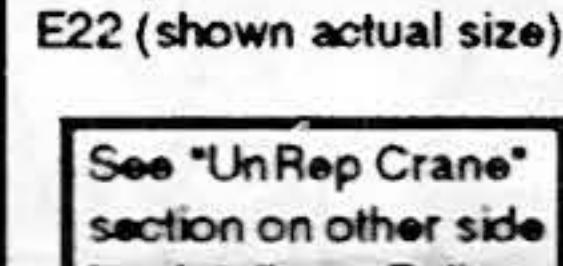 E22 (shown actual size)
See "UnRep Crane"
section on other side